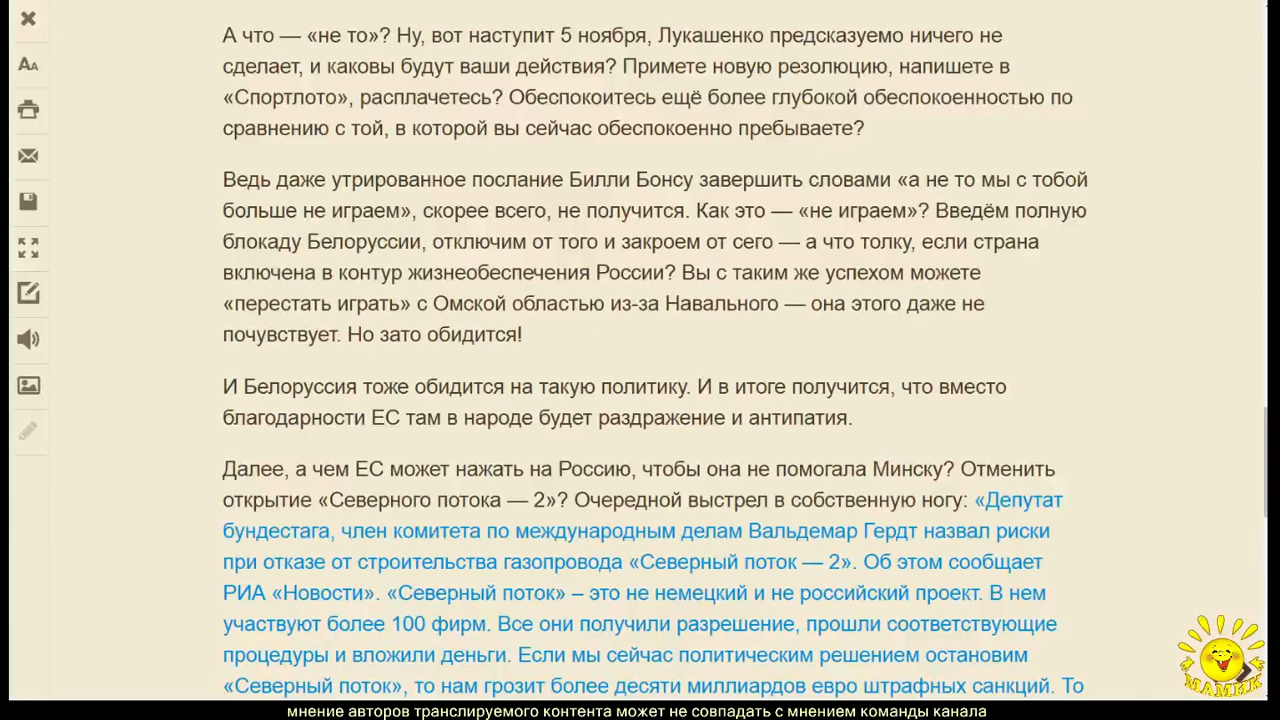 А что — «не то»? Ну, вот наступит 5 ноября, Лукашенко предсказуемо ничего не
сделает, и каковы будут ваши действия? Примете новую резолюцию, напишете в
«Спортлото», расплачетесь? Обеспокоитесь ещё более глубокой обеспокоенностью по
сравнению с той, в которой вы сейчас обеспокоенно пребываете?
Ведь даже утрированное послание Билли Бонсу завершить словами «а не то мы с тобой
больше не играем», скорее всего, не получится. Как это — «не играем»? Введём полную
блокаду Белоруссии, отключим от того и закроем от сего — а что толку, если страна
включена в контур жизнеобеспечения России? Вы с таким же успехом можете
«перестать играть» с Омской областью из-за Навального — она этого даже не
почувствует. Но зато обидится!
И Белоруссия тоже обидится на такую политику. И в итоге получится, что вместо
благодарности ЕС там в народе будет раздражение и антипатия.
Далее, а чем ЕС может нажать на Россию, чтобы она не помогала Минску? Отменить
открытие «Северного потока — 2»? Очередной выстрел в собственную ногу: «Депутат
бундестага, член комитета по международным делам Вальдемар Гердт назвал риски
при отказе от строительства газопровода «Северный поток — 2». Об этом сообщает
РИА «Новости». «Северный поток» – это не немецкий и не российский проект. В нем
участвуют более 100 фирм. Все они получили разрешение, прошли соответствующие
процедуры и вложили деньги. Если мы сейчас политическим решением остановим
«Северный поток», то нам грозит более десяти миллиардов евро штрафных санкций. То
МАМИК
мнение авторов транслируемого контента может не совпадать с мнением команды канала